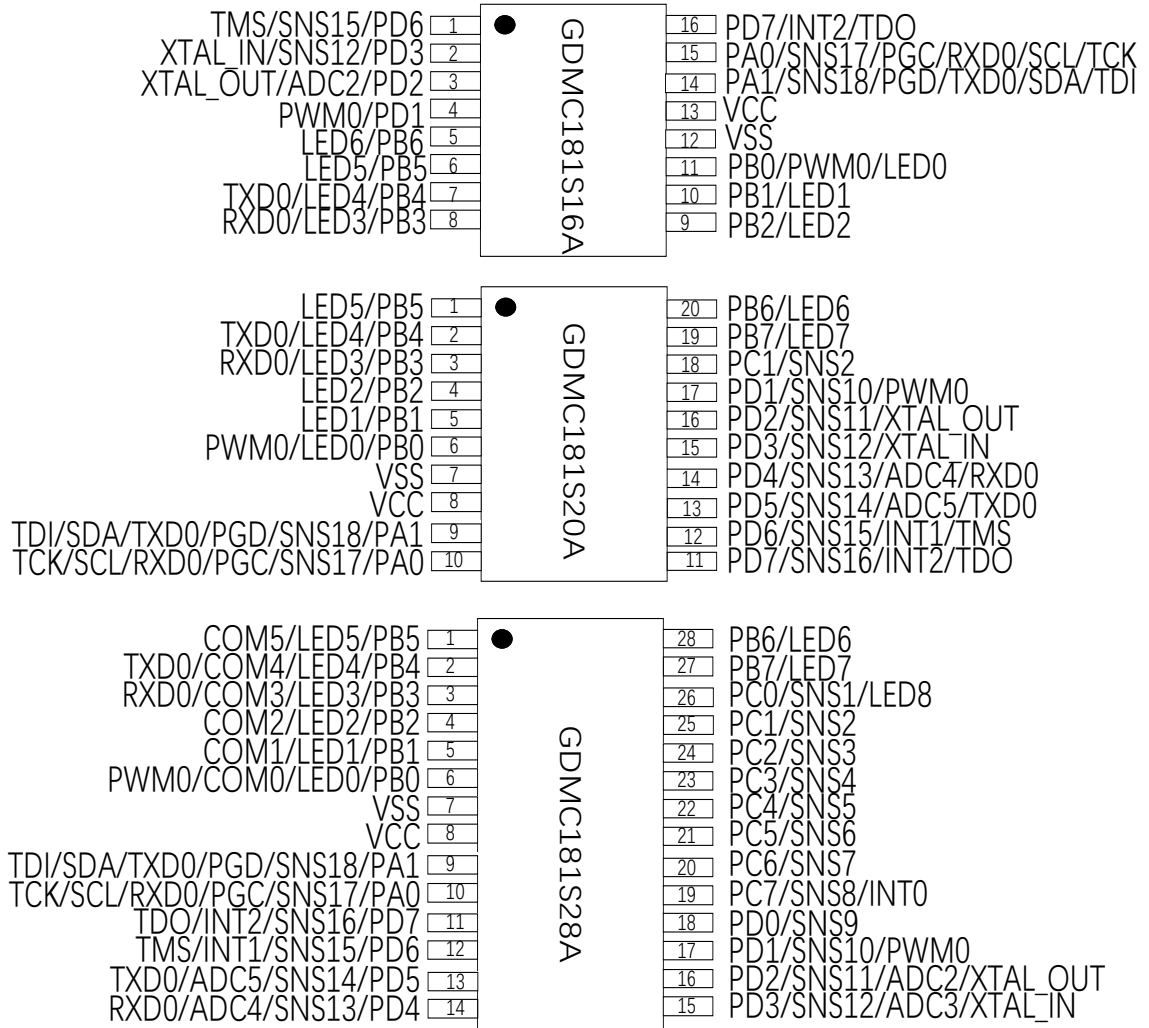 TMS/SNS15/PD6 1 16 PD7/INT2/TDO
XTAL_IN/SNS12/PD3 2 15 PA0/SNS17/PGC/RXD0/SCL/TCK
XTAL_OUT/ADC2/PD2 3 14 PA1/SNS18/PGD/TXD0/SDA/TDI
PWM0/PD1 4 13 VCC
LED6/PB6 5 12 VSS
LED5/PB5 6 11 PB0/PWM0/LED0
TXD0/LED4/PB4 7 10 PB1/LED1
RXD0/LED3/PB3 8 9 PB2/LED2
GDMC181S16A
LED5/PB5 1 20 PB6/LED6
TXD0/LED4/PB4 2 19 PB7/LED7
RXD0/LED3/PB3 3 18 PC1/SNS2
LED2/PB2 4 17 PD1/SNS10/PWM0
LED1/PB1 5 16 PD2/SNS11/XTAL_OUT
PWM0/LED0/PB0 6 15 PD3/SNS12/XTAL_IN
VSS 7 14 PD4/SNS13/ADC4/RXD0
VCC 8 13 PD5/SNS14/ADC5/TXD0
TDI/SDA/TXD0/PGD/SNS18/PA1 9 12 PD6/SNS15/INT1/TMS
TCK/SCL/RXD0/PGC/SNS17/PA0 10 11 PD7/SNS16/INT2/TDO
GDMC181S20A
COM5/LED5/PB5 1 28 PB6/LED6
TXD0/COM4/LED4/PB4 2 27 PB7/LED7
RXD0/COM3/LED3/PB3 3 26 PC0/SNS1/LED8
COM2/LED2/PB2 4 25 PC1/SNS2
COM1/LED1/PB1 5 24 PC2/SNS3
PWM0/COM0/LED0/PB0 6 23 PC3/SNS4
VSS 7 22 PC4/SNS5
VCC 8 21 PC5/SNS6
TDI/SDA/TXD0/PGD/SNS18/PA1 9 20 PC6/SNS7
TCK/SCL/RXD0/PGC/SNS17/PA0 10 19 PC7/SNS8/INT0
TDO/INT2/SNS16/PD7 11 18 PD0/SNS9
TMS/INT1/SNS15/PD6 12 17 PD1/SNS10/PWM0
TXD0/ADC5/SNS14/PD5 13 16 PD2/SNS11/ADC2/XTAL_OUT
RXD0/ADC4/SNS13/PD4 14 15 PD3/SNS12/ADC3/XTAL_IN
GDMC181S28A